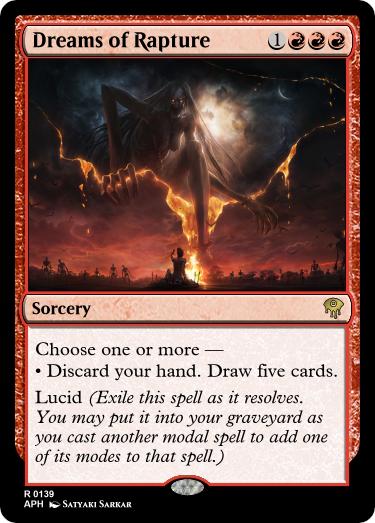 Dreams of Rapture 1
Sorcery
Choose one or more —
• Discard your hand. Draw five cards.
Lucid (Exile this spell as it resolves.
You may put it into your graveyard as
you cast another modal spell to add one
of its modes to that spell.)
R 0139
APH Satyaki Sarkar